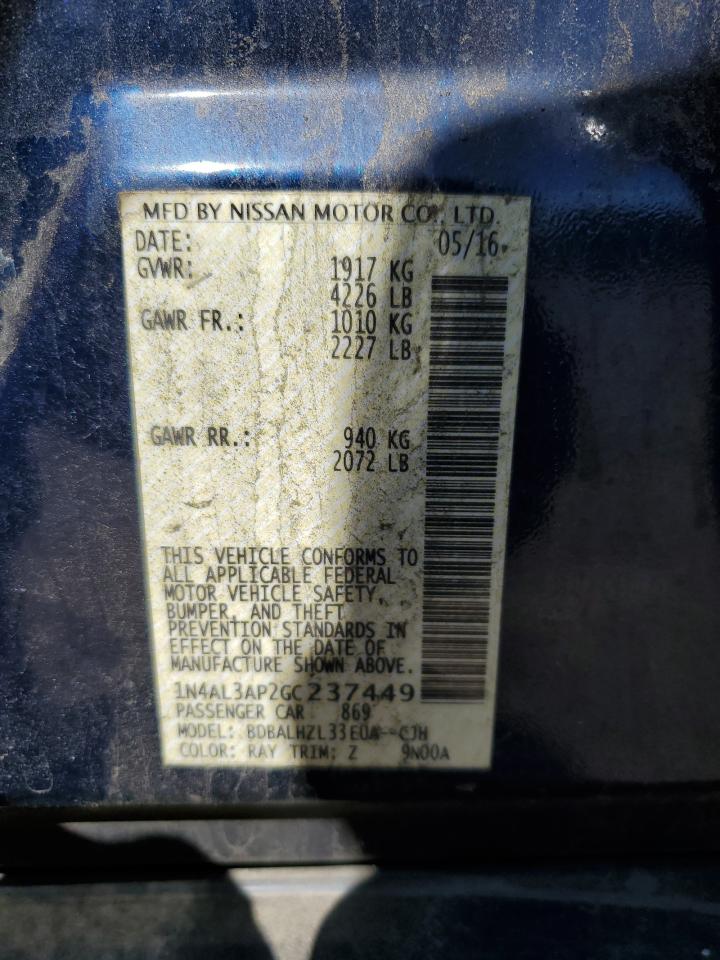 MFD BY NISSAN MOTOR CO., LTD.
DATE: 05/16
GVWR: 1917 KG
4226 LB
GAWR FR.: 1010 KG
2227 LB
GAWR RR.: 940 KG
2072 LB
THIS VEHICLE CONFORMS TO
ALL APPLICABLE FEDERAL
MOTOR VEHICLE SAFETY,
BUMPER, AND THEFT
PREVENTION STANDARDS IN
EFFECT ON THE DATE OF
MANUFACTURE SHOWN ABOVE.
1N4AL3AP2GC237449
PASSENGER CAR 869
MODEL: BDBALHZL33EUA--CJH
COLOR: RAY TRIM: Z 9N00A